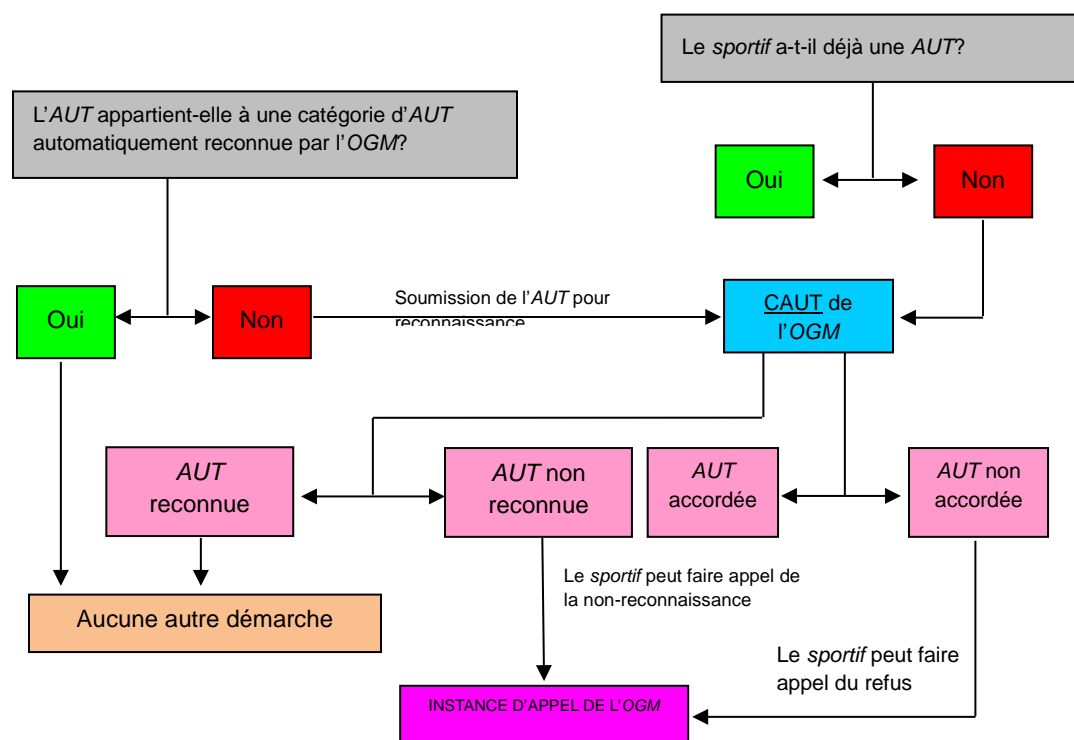 Le sportif a-t-il déjà une AUT?
L'AUT appartient-elle à une catégorie d'AUT
automatiquement reconnue par l'OGM?
Oui
Non
Oui
Non
Soumission de l'AUT pour
reconnaissance
CAUT de
l'OGM
AUT
reconnue
AUT non
reconnue
AUT
accordée
AUT non
accordée
Le sportif peut faire appel de
la non-reconnaissance
Aucune autre démarche
Le sportif peut faire
appel du refus
INSTANCE D'APPEL DE L'OGM